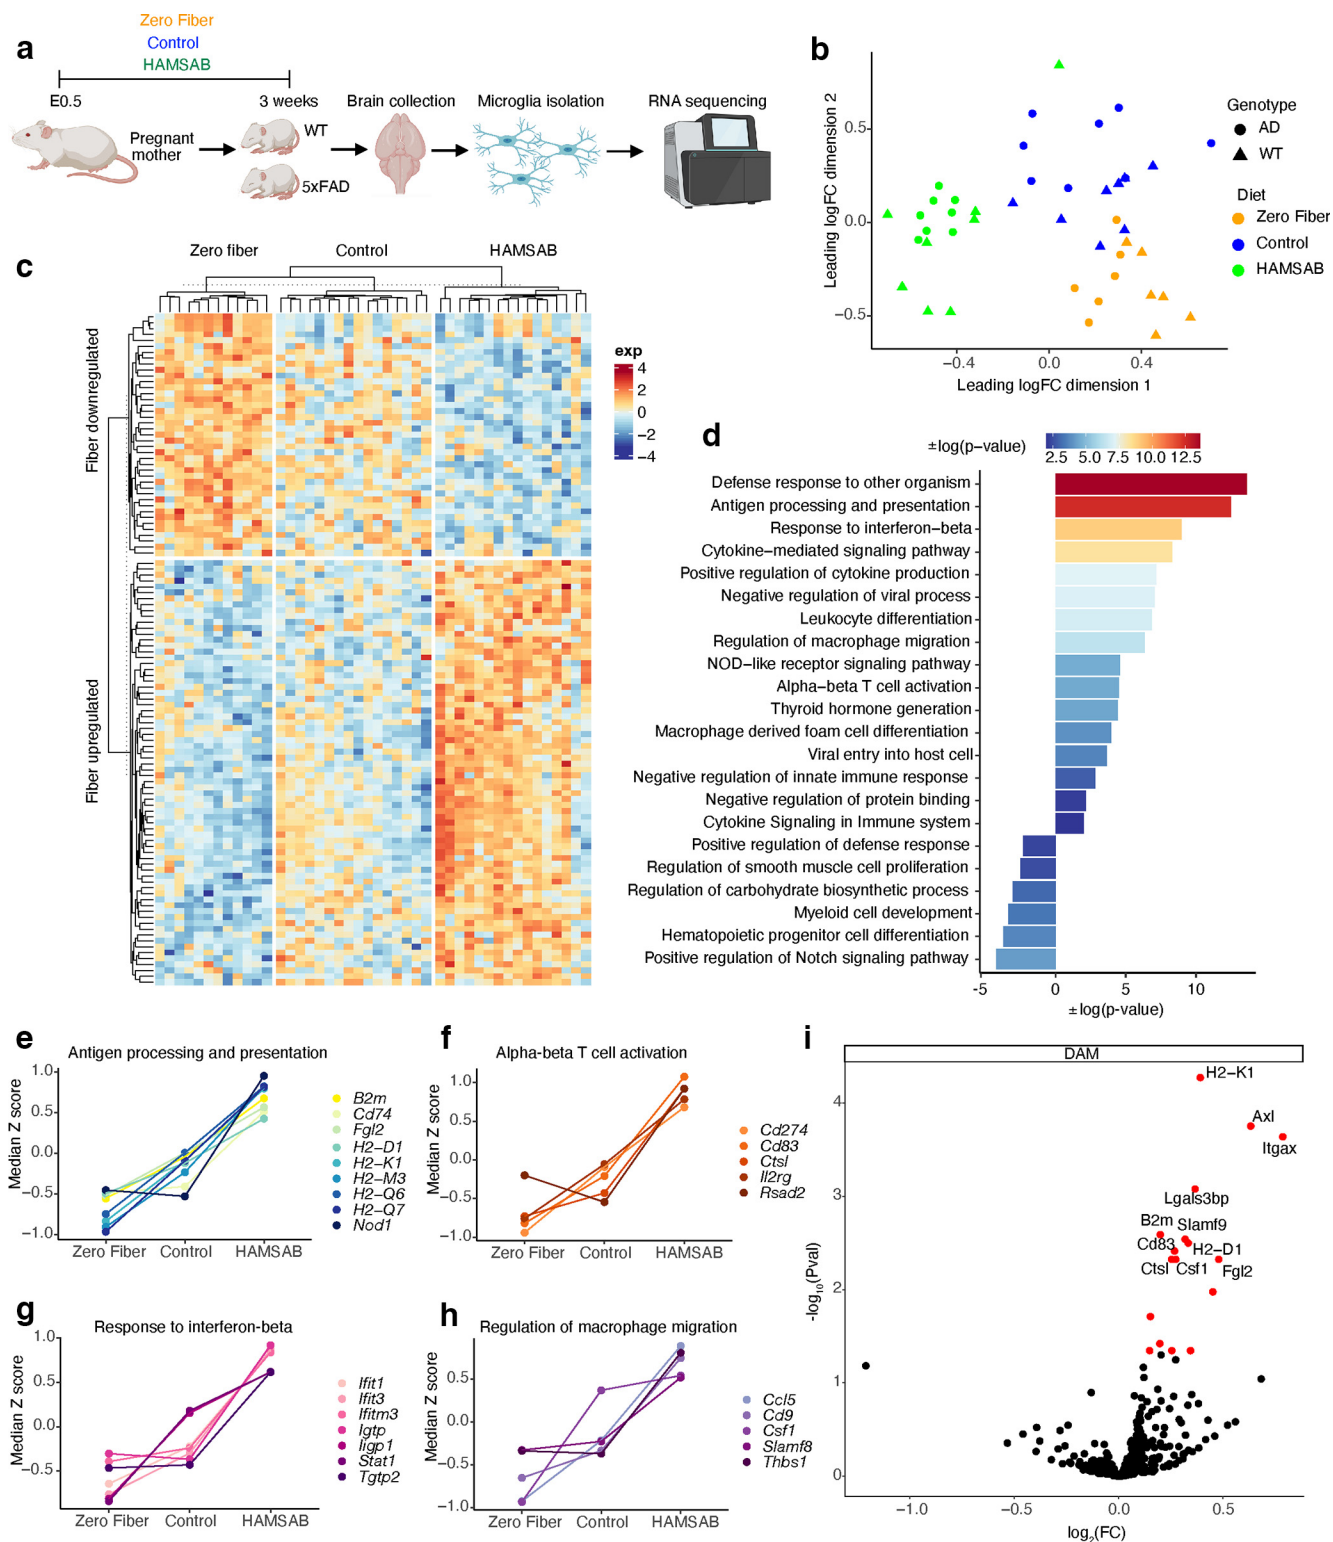 a
Zero Fiber
Control
HAMSAB
E0.5
3 weeks
Brain collection
Microglia isolation
RNA sequencing
Pregnant
mother
WT
5xFAD
b
Leading logFC dimension 2
0.5
0.0
−0.5
−0.4
0.0
0.4
Leading logFC dimension 1
Genotype
AD
WT
Diet
Zero Fiber
Control
HAMSAB
c
Zero fiber
Control
HAMSAB
Fiber downregulated
Fiber upregulated
exp
4
2
0
−2
−4
d
±log(p−value)
2.5 5.0 7.5 10.0 12.5
Defense response to other organism
Antigen processing and presentation
Response to interferon−beta
Cytokine−mediated signaling pathway
Positive regulation of cytokine production
Negative regulation of viral process
Leukocyte differentiation
Regulation of macrophage migration
NOD−like receptor signaling pathway
Alpha−beta T cell activation
Thyroid hormone generation
Macrophage derived foam cell differentiation
Viral entry into host cell
Negative regulation of innate immune response
Negative regulation of protein binding
Cytokine Signaling in Immune system
Positive regulation of defense response
Regulation of smooth muscle cell proliferation
Regulation of carbohydrate biosynthetic process
Myeloid cell development
Hematopoietic progenitor cell differentiation
Positive regulation of Notch signaling pathway
-5 0 5 10
±log(p−value)
e
Antigen processing and presentation
Median Z score
1.0
0.5
0.0
−0.5
−1.0
Zero Fiber Control HAMSAB
B2m
Cd74
Fgl2
H2−D1
H2−K1
H2−M3
H2−Q6
H2−Q7
Nod1
f
Alpha−beta T cell activation
Median Z score
1.0
0.5
0.0
−0.5
−1.0
Zero Fiber Control HAMSAB
Cd274
Cd83
Ctsl
Il2rg
Rsad2
g
Response to interferon−beta
Median Z score
1.0
0.5
0.0
−0.5
Zero Fiber Control HAMSAB
Ifit1
Ifit3
Ifitm3
Igtp
Iigp1
Stat1
Tgtp2
h
Regulation of macrophage migration
Median Z score
0.5
0.0
−0.5
−1.0
Zero Fiber Control HAMSAB
Ccl5
Cd9
Csf1
Slamf8
Thbs1
i
DAM
-log10(Pval)
4
3
2
1
0
H2−K1
Axl
Itgax
Lgals3bp
B2m Slamf9
Cd83 H2−D1
Ctsl Csf1 Fgl2
−1.0 −0.5 0.0 0.5
log2(FC)